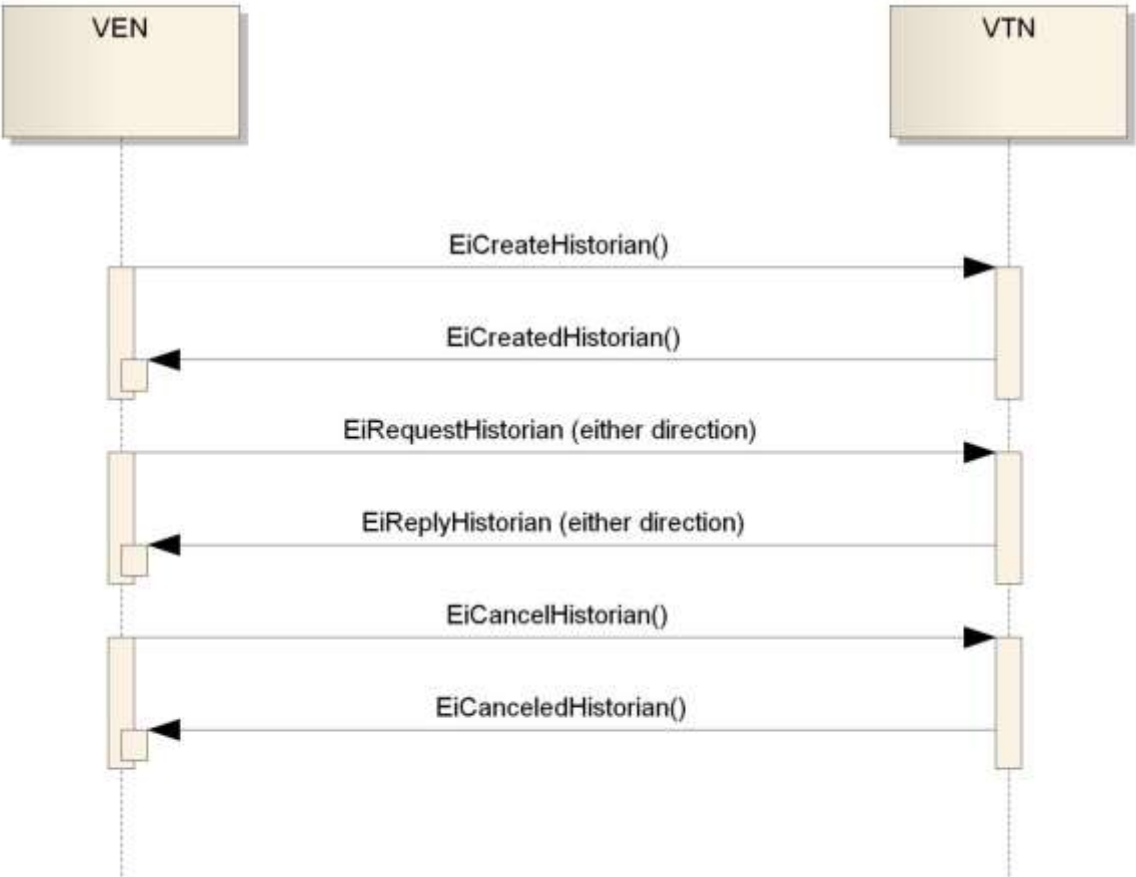 VEN
VTN
EiCreateHistorian()
EiCreatedHistorian()
EiRequestHistorian (either direction)
EiReplyHistorian (either direction)
EiCancelHistorian()
EiCanceledHistorian()